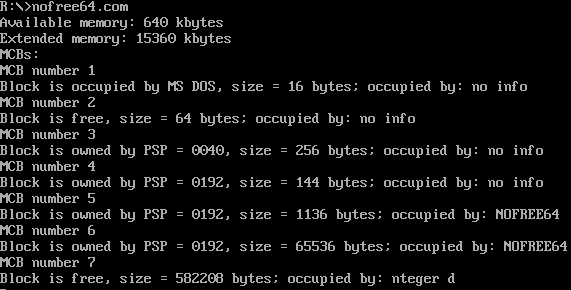 R:\>nofree64.com
Available memory: 640 kbytes
Extended memory: 15360 kbytes
MCBs:
MCB number 1
Block is occupied by MS DOS, size = 16 bytes; occupied by: no info
MCB number 2
Block is free, size = 64 bytes; occupied by: no info
MCB number 3
Block is owned by PSP = 0040, size = 256 bytes; occupied by: no info
MCB number 4
Block is owned by PSP = 0192, size = 144 bytes; occupied by: no info
MCB number 5
Block is owned by PSP = 0192, size = 1136 bytes; occupied by: NOFREE64
MCB number 6
Block is owned by PSP = 0192, size = 65536 bytes; occupied by: NOFREE64
MCB number 7
Block is free, size = 582208 bytes; occupied by: nteger d